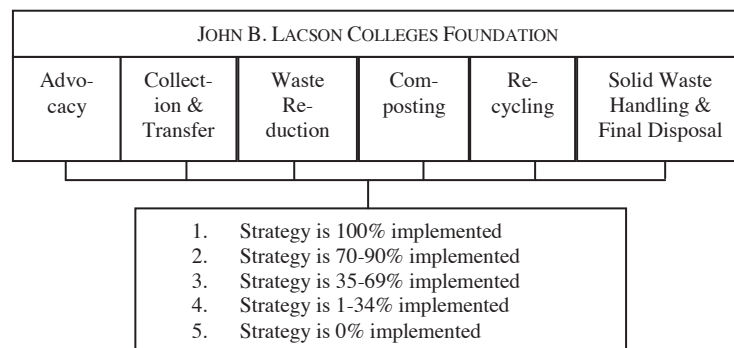 JOHN B. LACSON COLLEGES FOUNDATION
Advo-
cacy
Collect-
ion &
Transfer
Waste
Re-
duction
Com-
posting
Re-
cycling
Solid Waste
Handling &
Final Disposal
1. Strategy is 100% implemented
2. Strategy is 70-90% implemented
3. Strategy is 35-69% implemented
4. Strategy is 1-34% implemented
5. Strategy is 0% implemented